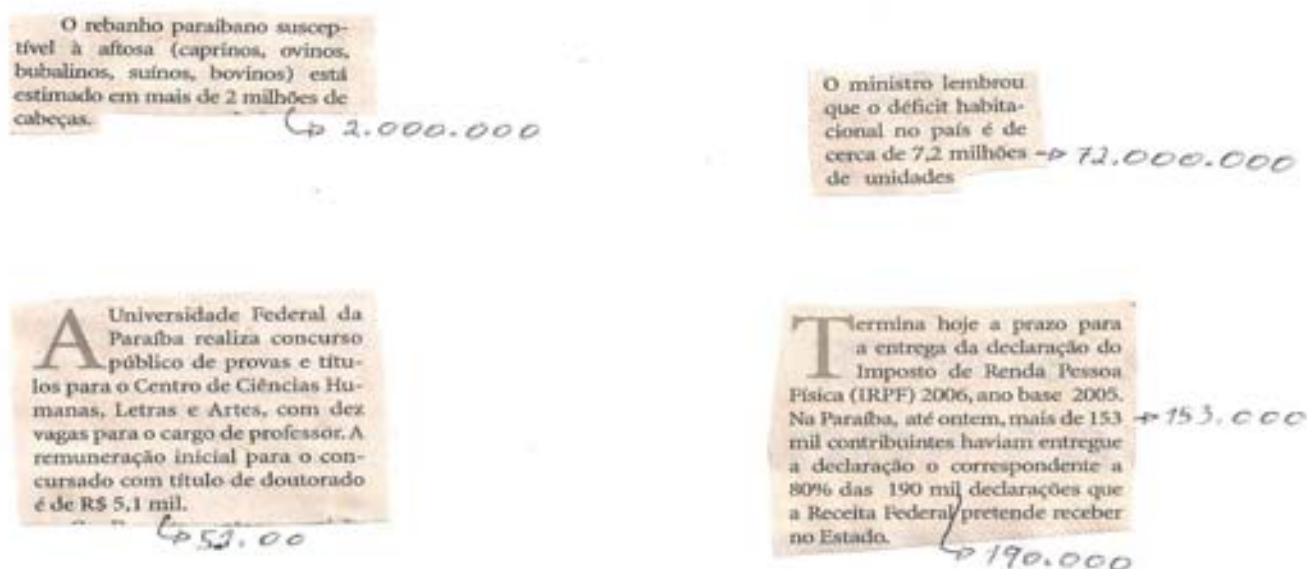 O rebanho paraibano suscep-
tível à aftosa (caprinos, ovinos,
bubalinos, suínos, bovinos) está
estimado em mais de 2 milhões de
cabeças.
2.000.000
O ministro lembrou
que o déficit habita-
cional no país é de
cerca de 7,2 milhões
de unidades
72.000.000
A Universidade Federal da
Paraíba realiza concurso
público de provas e títu-
los para o Centro de Ciências Hu-
manas, Letras e Artes, com dez
vagas para o cargo de professor. A
remuneração inicial para o con-
cursado com título de doutorado
é de R$ 5,1 mil.
Termina hoje a prazo para
a entrega da declaração do
Imposto de Renda Pessoa
Física (IRPF) 2006, ano base 2005.
Na Paraíba, até ontem, mais de 153
mil contribuintes haviam entregue
a declaração o correspondente a
80% das 190 mil declarações que
a Receita Federal pretende receber
no Estado.
153.000
190.000